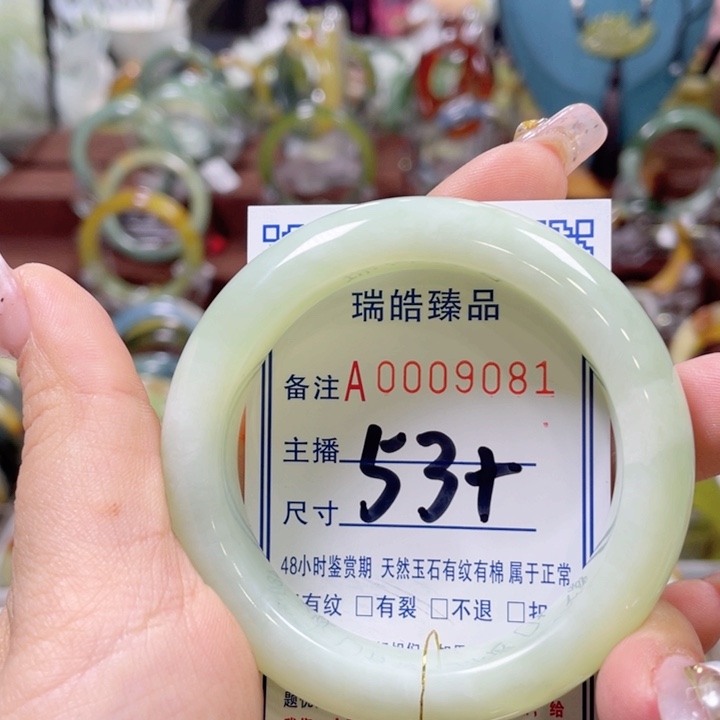 瑞皓臻品
备注A0009081
主播
53+
尺寸
48小时鉴赏期 天然玉石有纹有棉属于正常
有纹 □有裂 □不退 □扣